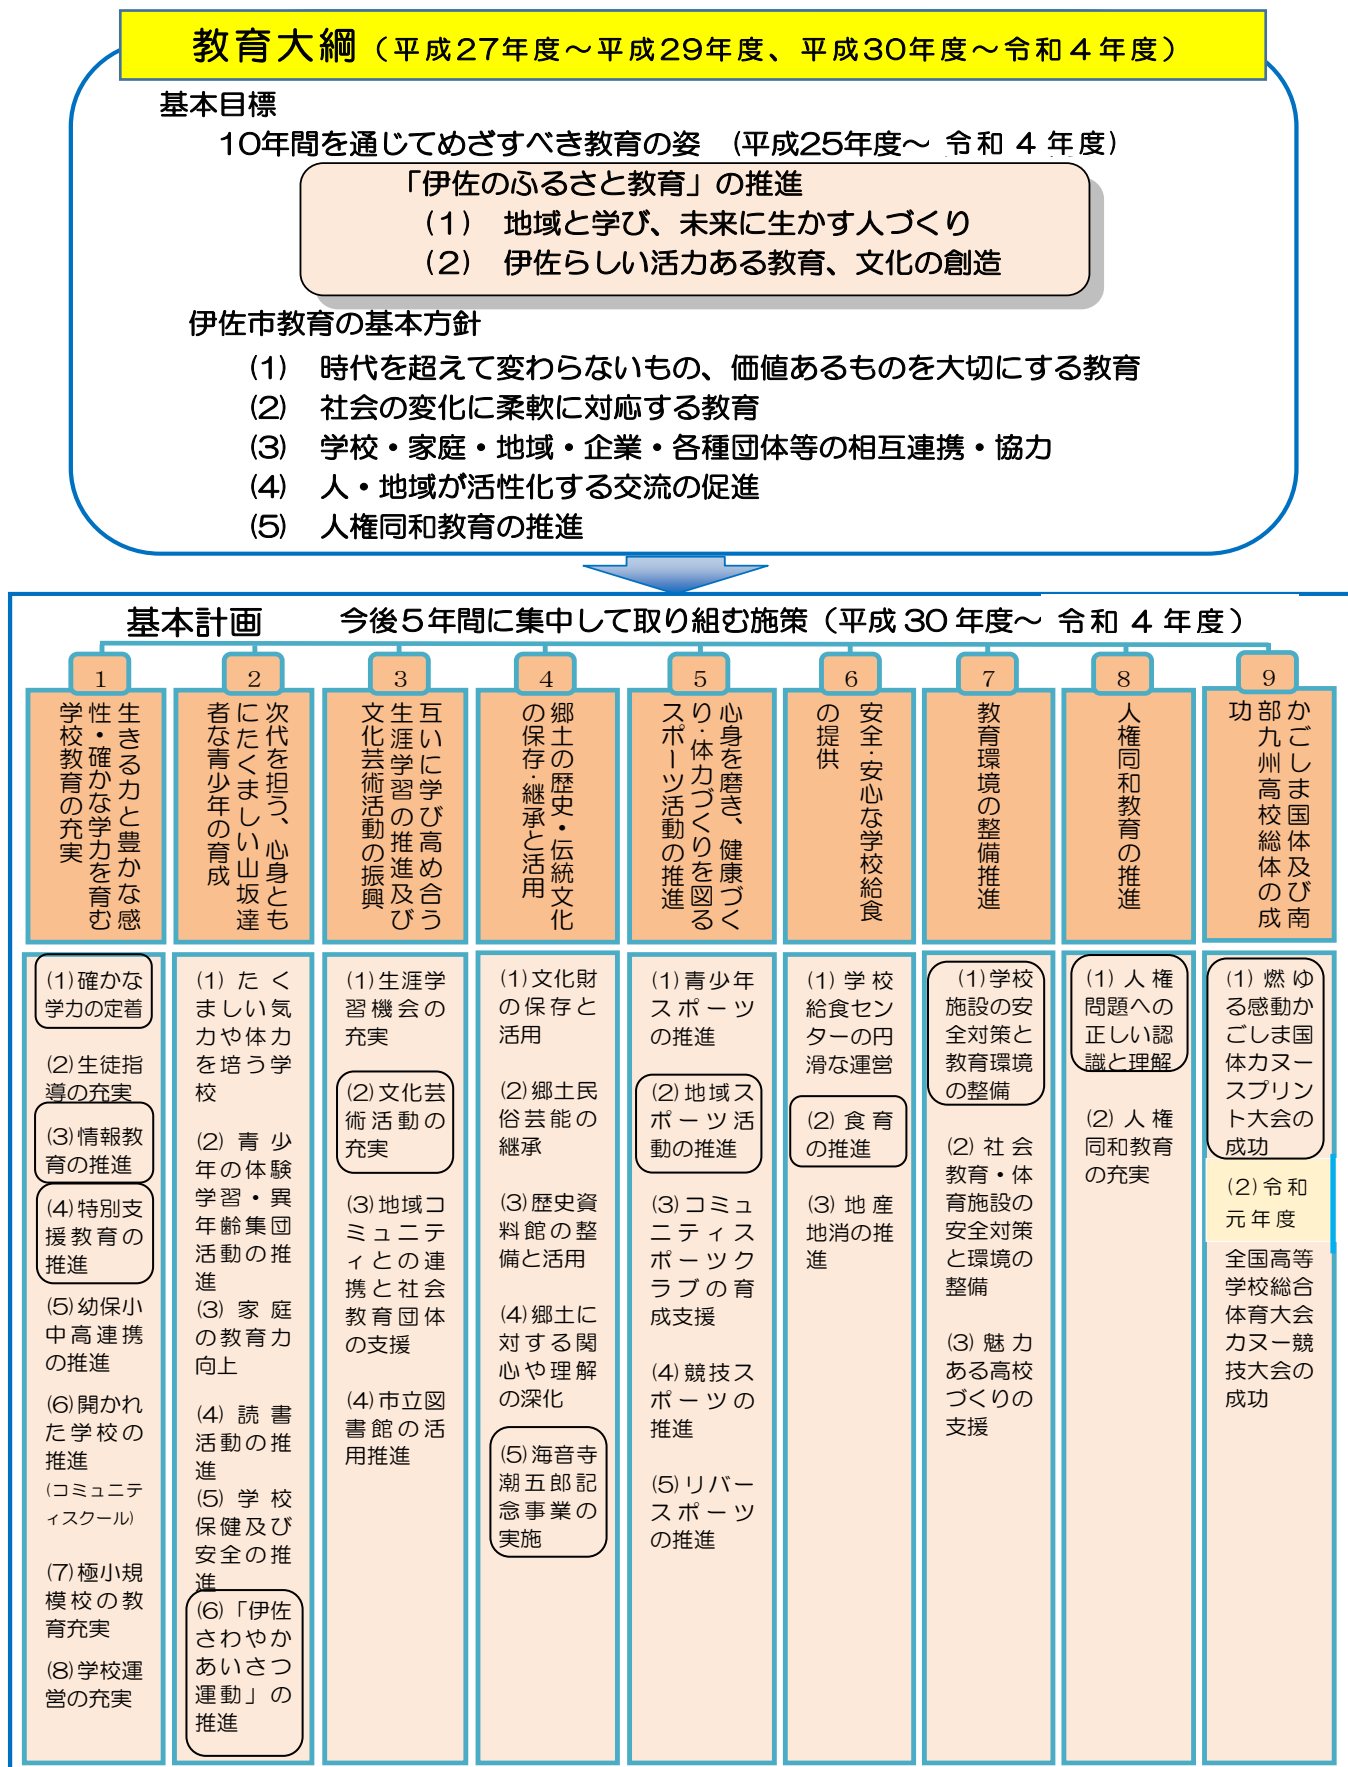 教育大綱（平成27年度～平成29年度、平成30年度～令和４年度）
基本目標
10年間を通じてめざすべき教育の姿　(平成25年度～ 令和 4 年度)
「伊佐のふるさと教育」の推進
(1)　地域と学び、未来に生かす人づくり
(2)　伊佐らしい活力ある教育、文化の創造
伊佐市教育の基本方針
(1)　時代を超えて変わらないもの、価値あるものを大切にする教育
(2)　社会の変化に柔軟に対応する教育
(3)　学校・家庭・地域・企業・各種団体等の相互連携・協力
(4)　人・地域が活性化する交流の促進
(5)　人権同和教育の推進
基本計画　今後５年間に集中して取り組む施策（平成 30 年度～ 令和 4 年度）
1
生きる力と豊かな感
性・確かな学力を育む
学校教育の充実
(1)確かな
学力の定着
(2)生徒指
導の充実
(3)情報教
育の推進
(4)特別支
援教育の
推進
(5)幼保小
中高連携
の推進
(6)開かれ
た学校の
推進
(コミュニテ
ィスクール)
(7)極小規
模校の教
育充実
(8)学校運
営の充実
2
次代を担う、心身とも
にたくましい山坂達
者な青少年の育成
(1)たく
ましい気
力や体力
を培う学
校
(2)青少
年の体験
学習・異
年齢集団
活動の推
進
(3)家庭
の教育力
向上
(4)読書
活動の推
進
(5)学校
保健及び
安全の推
進
(6)「伊佐
さわやか
あいさつ
運動」の
推進
3
互いに学び高め合う
生涯学習の推進及び
文化芸術活動の振興
(1)生涯学
習機会の
充実
(2)文化芸
術活動の
充実
(3)地域コ
ミュニテ
ィとの連
携と社会
教育団体
の支援
(4)市立図
書館の活
用推進
4
郷土の歴史・伝統文化
の保存・継承と活用
(1)文化財
の保存と
活用
(2)郷土民
俗芸能の
継承
(3)歴史資
料館の整
備と活用
(4)郷土に
対する関
心や理解
の深化
(5)海音寺
潮五郎記
念事業の
実施
5
心身を磨き、健康づく
り・体力づくりを図る
スポーツ活動の推進
(1)青少年
スポーツ
の推進
(2)地域ス
ポーツ活
動の推進
(3)コミュ
ニティス
ポーツク
ラブの育
成支援
(4)競技ス
ポーツの
推進
(5)リバー
スポーツ
の推進
6
安全・安心な学校給食
の提供
(1)学校
給食セン
ターの円
滑な運営
(2)食育
の推進
(3)地産
地消の推
進
7
教育環境の整備推進
(1)学校
施設の安
全対策と
教育環境
の整備
(2)社会
教育・体
育施設の
安全対策
と環境の
整備
(3)魅力
ある高校
づくりの
支援
8
人権同和教育の推進
(1)人権
問題への
正しい認
識と理解
(2)人権
同和教育
の充実
9
かごしま国体及び南
部九州高校総体の成
功
(1)燃ゆ
る感動か
ごしま国
体カヌー
スプリン
ト大会の
成功
(2)令和
元年度
全国高等
学校総合
体育大会
カヌー競
技大会の
成功